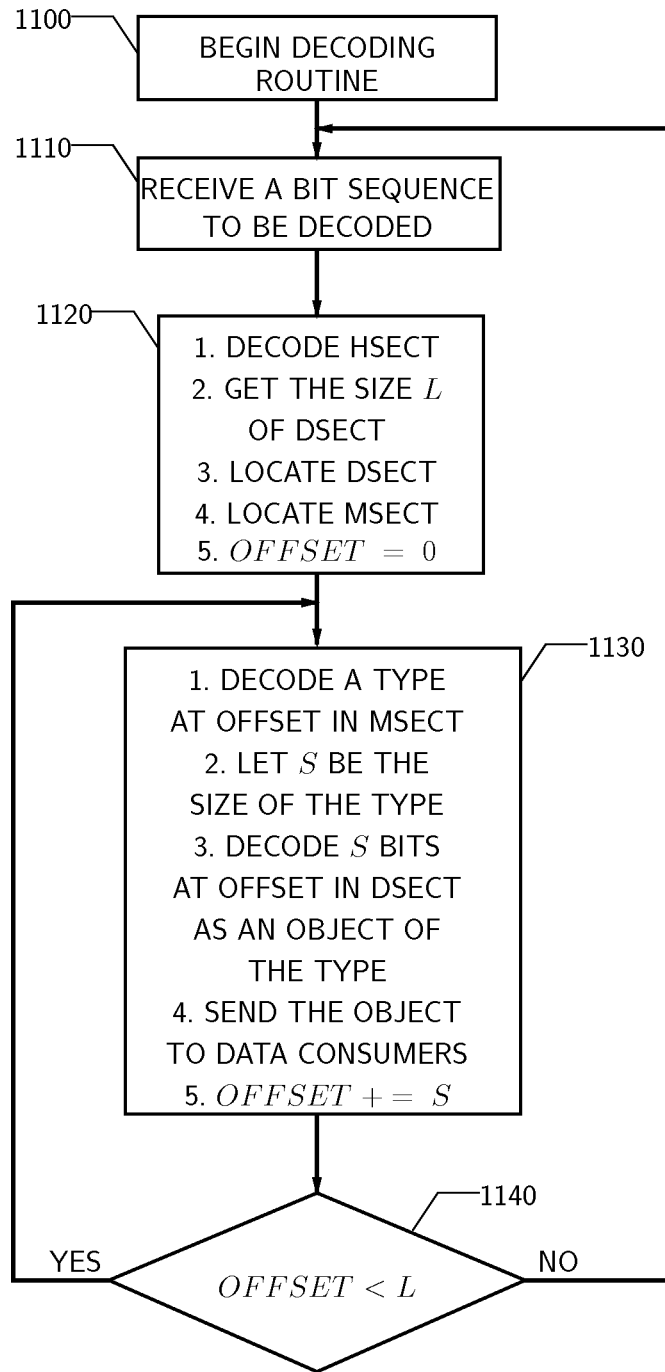 1100
BEGIN DECODING
ROUTINE
1110
RECEIVE A BIT SEQUENCE
TO BE DECODED
1120
1. DECODE HSECT
2. GET THE SIZE L
OF DSECT
3. LOCATE DSECT
4. LOCATE MSECT
5. OFFSET = 0
1130
1. DECODE A TYPE
AT OFFSET IN MSECT
2. LET S BE THE
SIZE OF THE TYPE
3. DECODE S BITS
AT OFFSET IN DSECT
AS AN OBJECT OF
THE TYPE
4. SEND THE OBJECT
TO DATA CONSUMERS
5. OFFSET + = S
1140
YES
OFFSET < L
NO